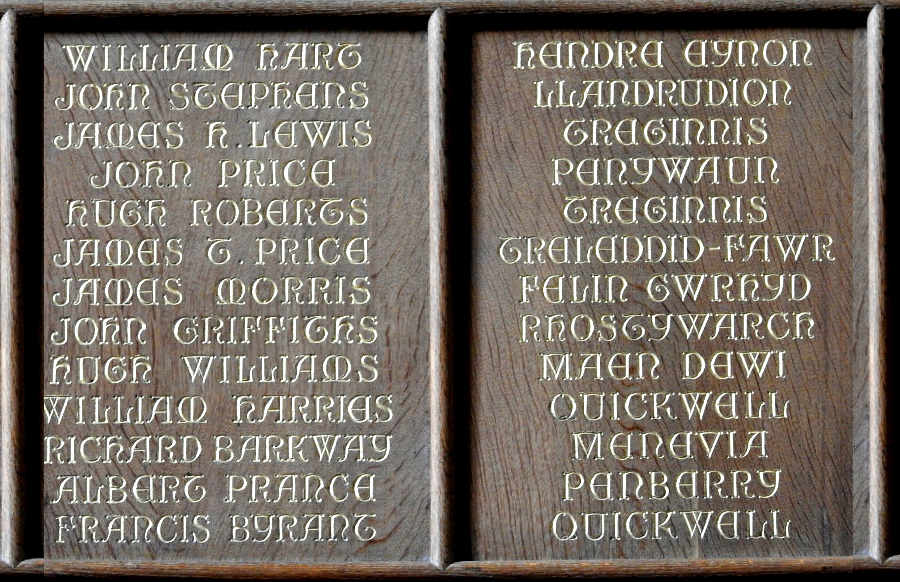 WILLIAM HART
JOHN STEPHENS
JAMES H. LEWIS
JOHN PRICE
HUGH ROBERTS
JAMES T. PRICE
JAMES MORRIS
JOHN GRIFFITHS
HUGH WILLIAMS
WILLIAM HARRIES
RICHARD BARKWAY
ALBERT PRANCE
FRANCIS BYRANT
HENDRE EYNON
LLANDRUDION
TREGINNIS
PENYWAUN
TREGINNIS
TRELEDDID-FAWR
FELIN GWRHYD
RHOSTYWARCH
MAEN DEWI
QUICKWELL
MENEVIA
PENBERRY
QUICKWELL